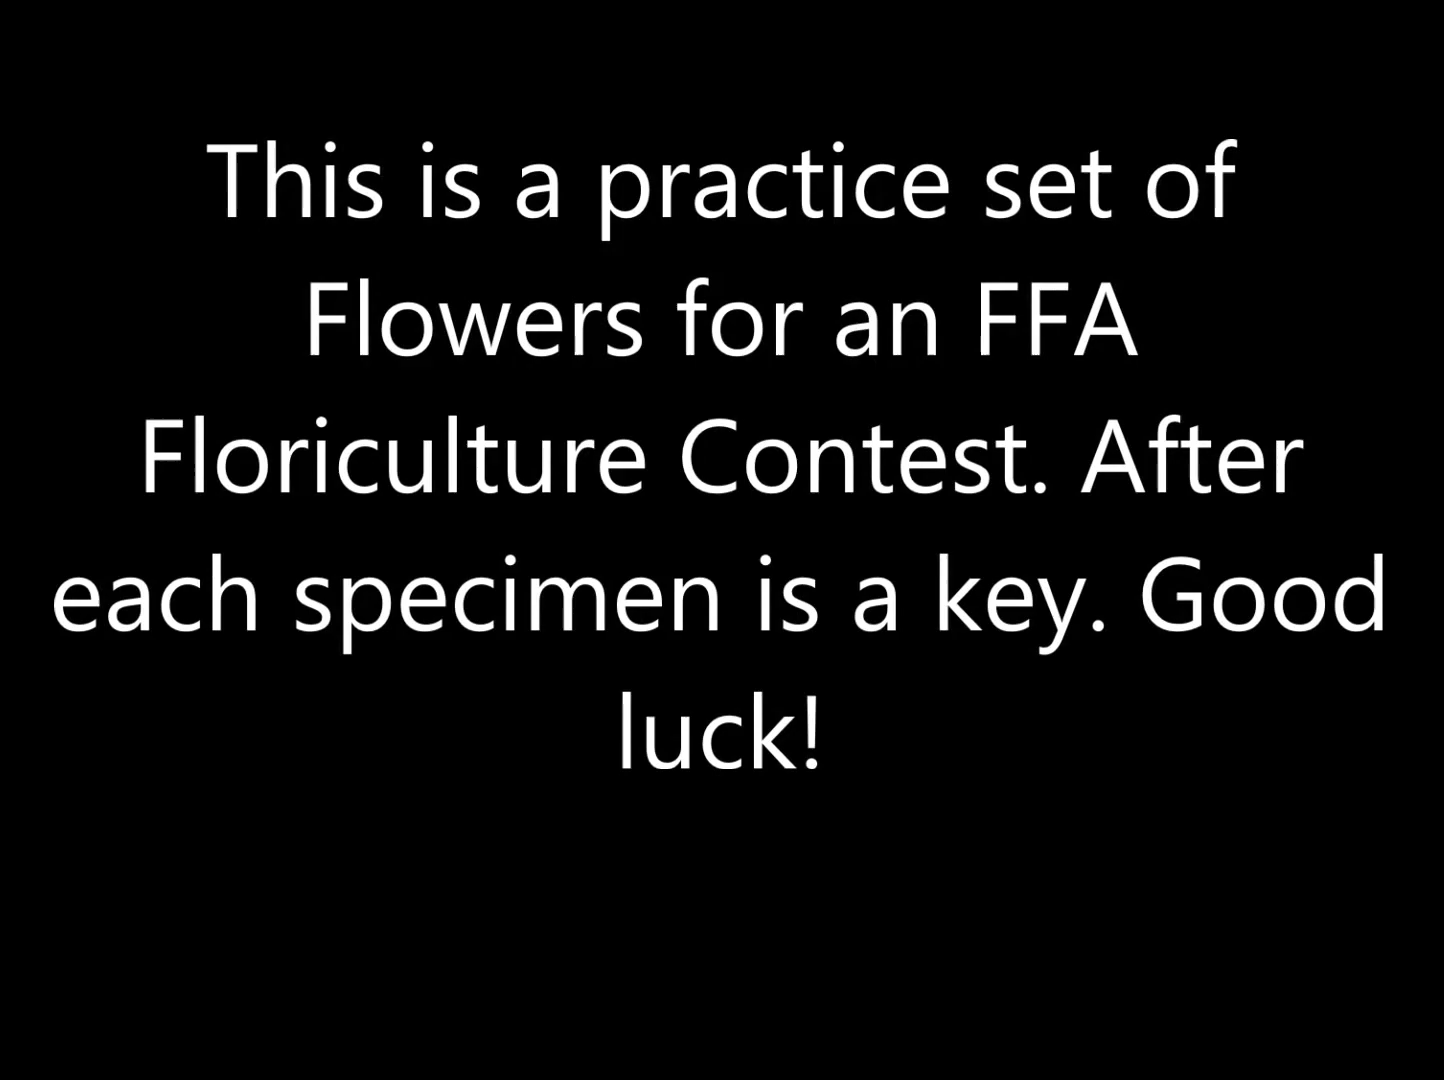 This is a practice set of
Flowers for an FFA
Floriculture Contest. After
each specimen is a key. Good
luck!